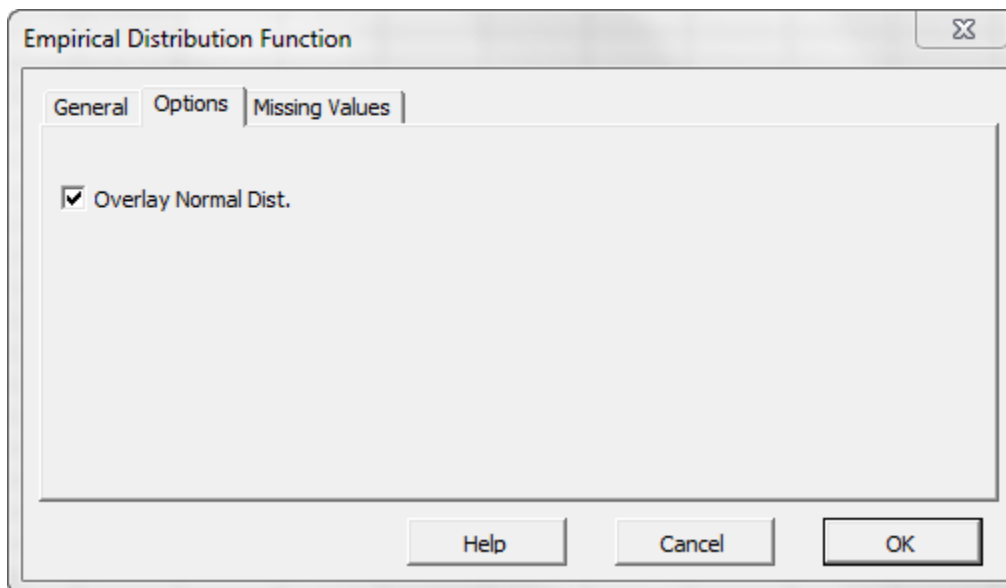 Empirical Distribution Function
General Options Missing Values
Overlay Normal Dist.
Help Cancel OK